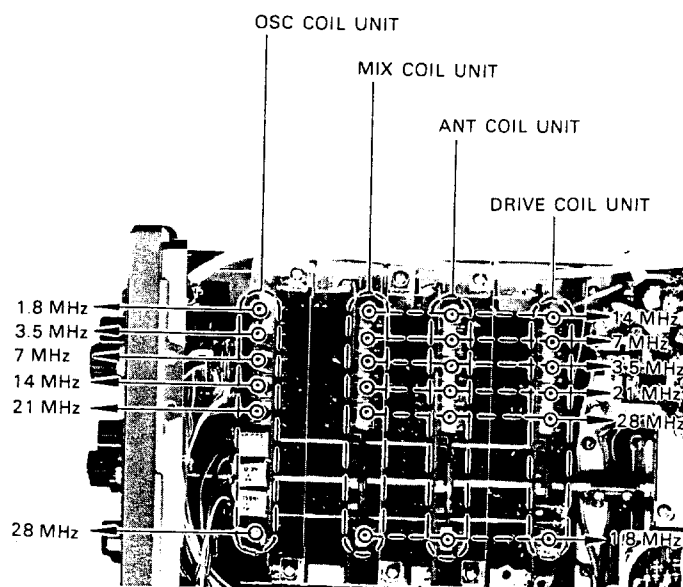 OSC COIL UNIT
MIX COIL UNIT
ANT COIL UNIT
DRIVE COIL UNIT
1.8 MHz
3.5 MHz
7 MHz
14 MHz
21 MHz
28 MHz
14 MHz
7 MHz
3.5 MHz
21 MHz
28 MHz
1.8 MHz